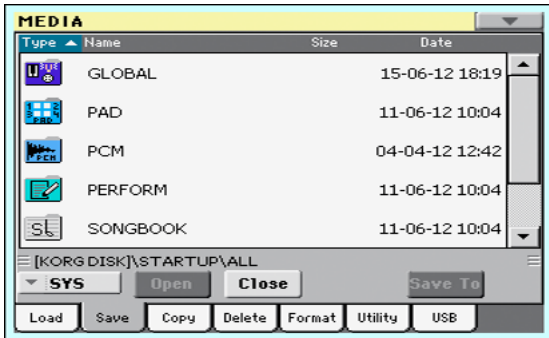 MEDIA
Type Name Size Date
GLOBAL 15-06-12 18:19
PAD 11-06-12 10:04
PCM 04-04-12 12:42
PERFORM 11-06-12 10:04
SONGBOOK 11-06-12 10:04
[KORG DISK]\STARTUP\ALL
SYS Open Close Save To
Load Save Copy Delete Format Utility USB